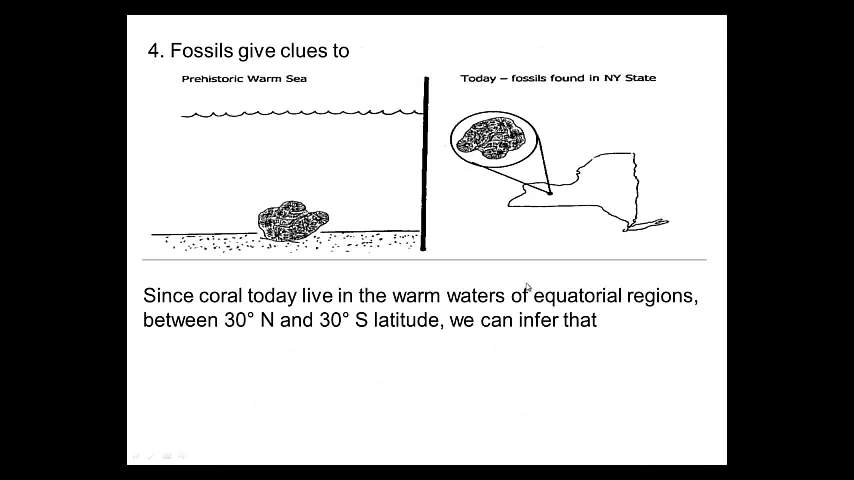 4. Fossils give clues to
Prehistoric Warm Sea
Today – fossils found in NY State
Since coral today live in the warm waters of equatorial regions,
between 30° N and 30° S latitude, we can infer that